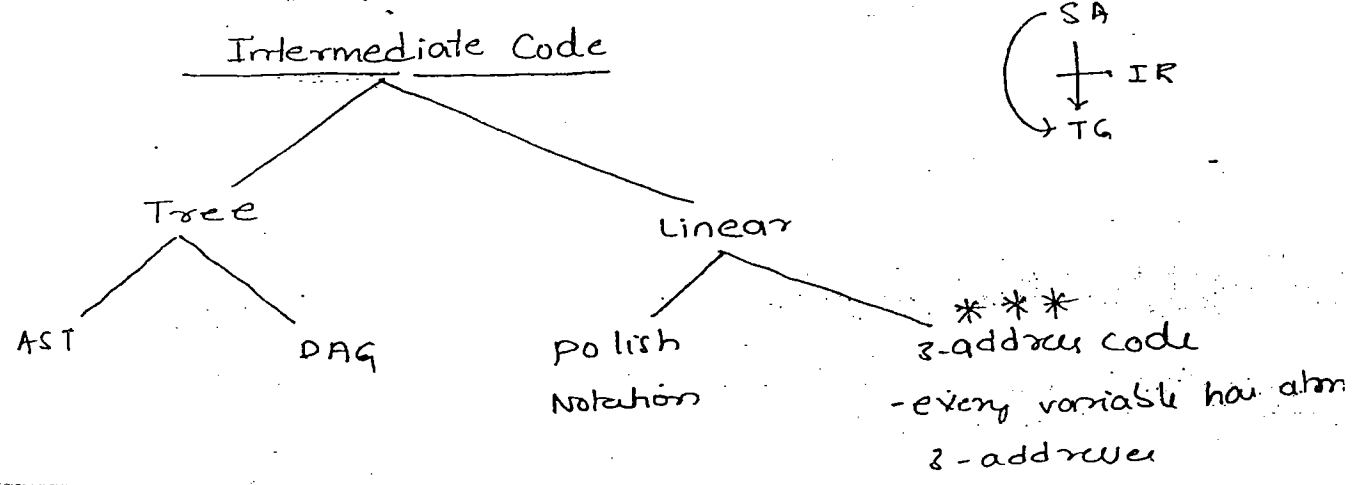 Intermediate Code
SA
IR
TG
Tree
Linear
AST
DAG
Polish
Notation
***
3-address code
- every variable has
3-addresses